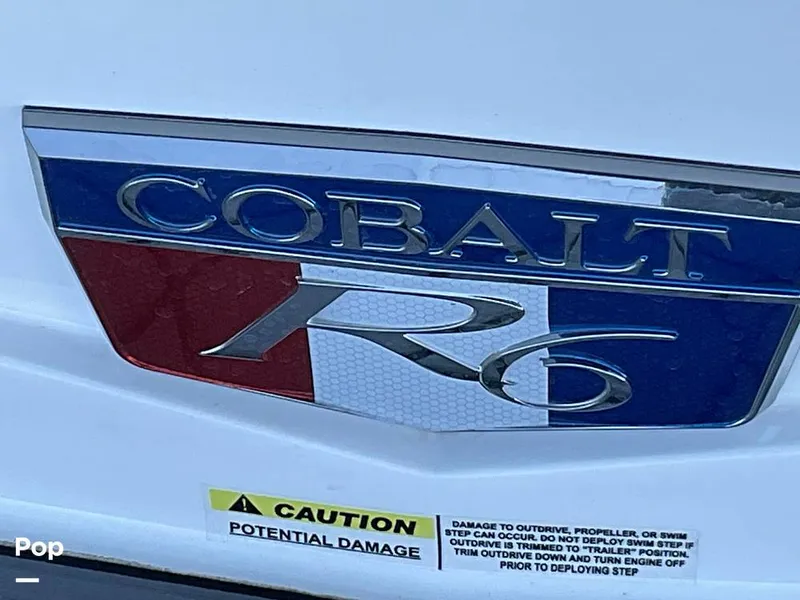 COBALT
R6
CAUTION
POTENTIAL DAMAGE
DAMAGE TO OUTDRIVE, PROPELLER, OR SWIM
STEP CAN OCCUR. DO NOT DEPLOY SWIM STEP IF
OUTDRIVE IS TRIMMED TO "TRAILER" POSITION.
TRIM OUTDRIVE DOWN AND TURN ENGINE OFF
PRIOR TO DEPLOYING STEP
Pop